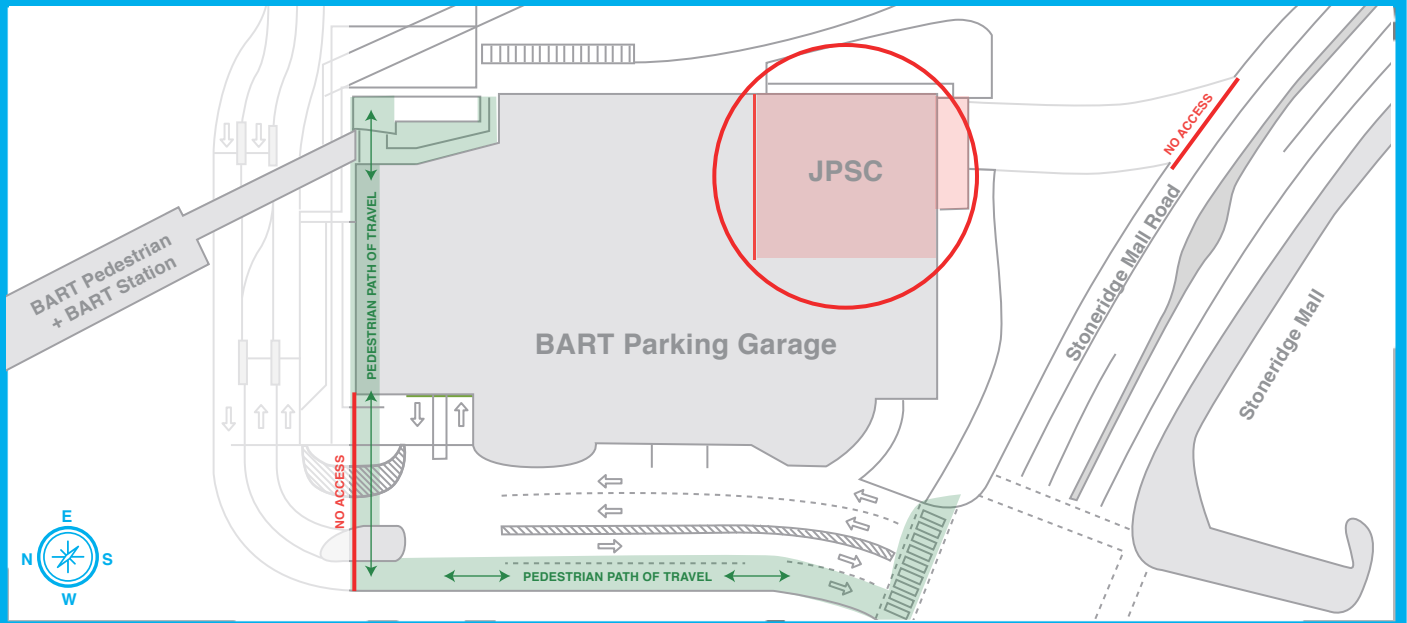 JPSC
NO ACCESS
Stoneridge Mall Road
Stoneridge Mall
BART Pedestrian
+ BART Station
PEDESTRIAN PATH OF TRAVEL
BART Parking Garage
NO ACCESS
PEDESTRIAN PATH OF TRAVEL
E
N
S
W